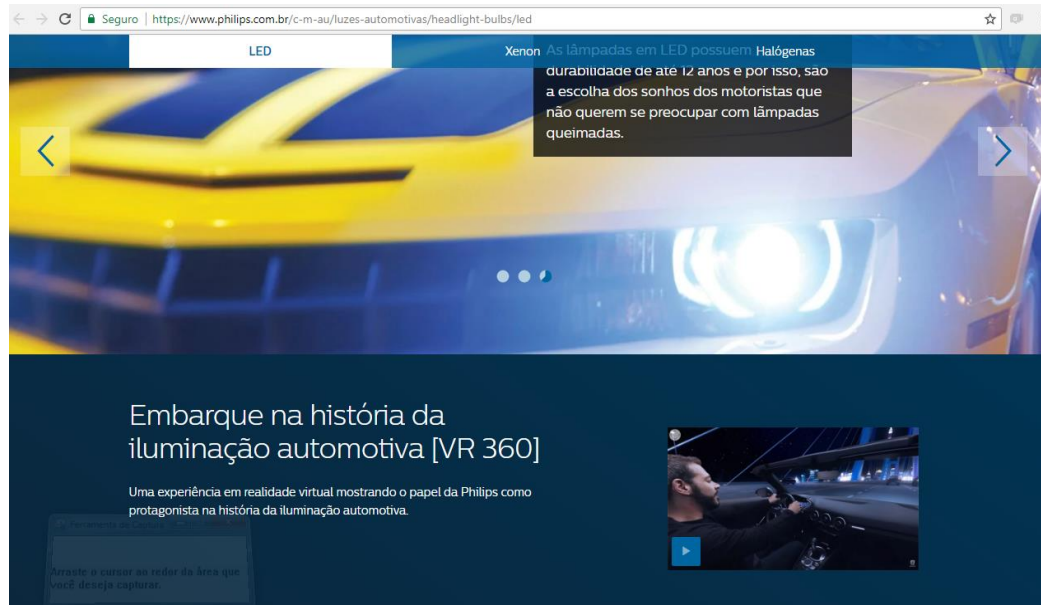 Seguro | https://www.philips.com.br/c-m-au/luzes-automotivas/headlight-bulbs/led
LED
Xenon
Halógenas
As lâmpadas em LED possuem
durabilidade de até 12 anos e por isso, são
a escolha dos sonhos dos motoristas que
não querem se preocupar com lâmpadas
queimadas.
Embarque na história da
iluminação automotiva [VR 360]
Uma experiência em realidade virtual mostrando o papel da Philips como
protagonista na história da iluminação automotiva.
Ferramenta de Captura
Arraste o cursor ao redor da área que
você deseja capturar.